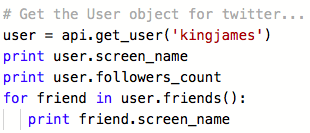 # Get the User object for twitter...
user = api.get_user('kingjames')
print user.screen_name
print user.followers_count
for friend in user.friends():
    print friend.screen_name